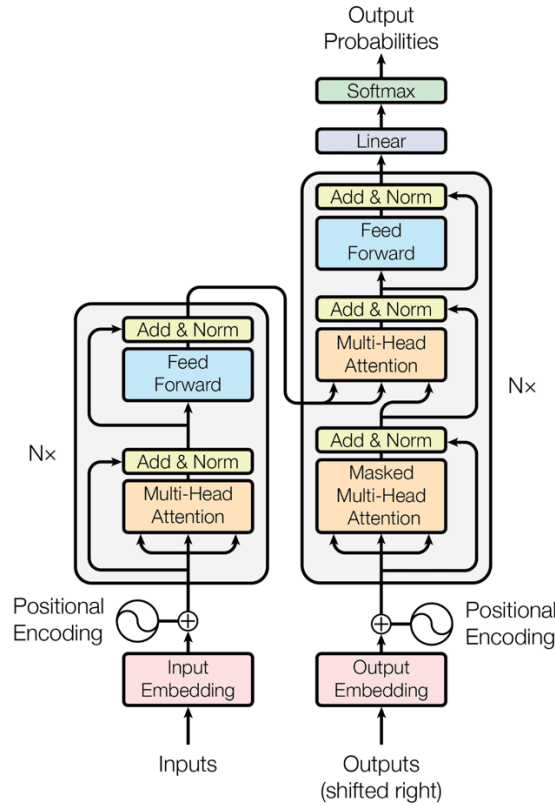 Output
Probabilities
Softmax
Linear
Add & Norm
Feed
Forward
Add & Norm
Multi-Head
Attention
Add & Norm
Masked
Multi-Head
Attention
N×
Add & Norm
Feed
Forward
Add & Norm
Multi-Head
Attention
N×
Positional
Encoding
Positional
Encoding
Input
Embedding
Output
Embedding
Inputs
Outputs
(shifted right)